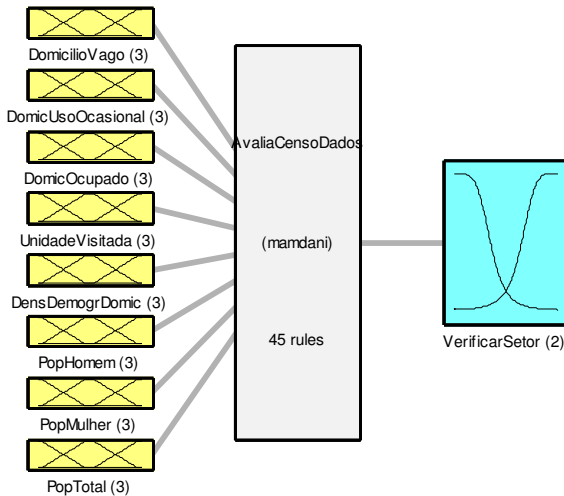 DomicilioVago (3)
DomicUsoOcasional (3)
DomicOcupado (3)
UnidadeVisitada (3)
DensDemogrDomic (3)
PopHomem (3)
PopMulher (3)
PopTotal (3)
AvaliaCensoDados
(mamdani)
45 rules
VerificarSetor (2)